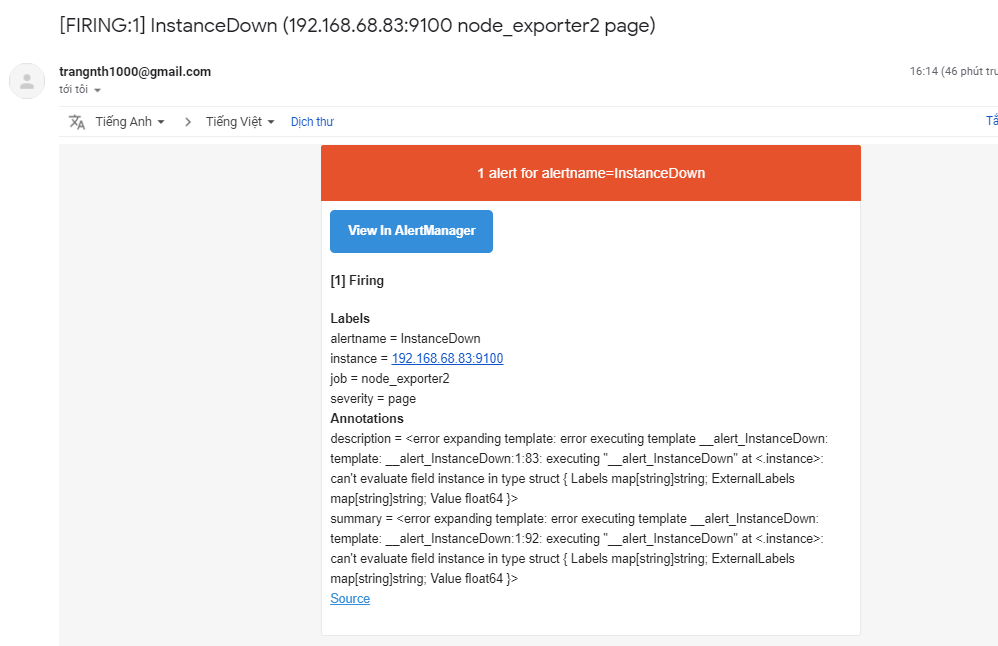 [FIRING:1] InstanceDown (192.168.68.83:9100 node_exporter2 page)
trangnth1000@gmail.com
16:14 (46 phút trư
tới tôi
Tiếng Anh
Tiếng Việt
Dịch thư
1 alert for alertname=InstanceDown
View In AlertManager
[1] Firing
Labels
alertname = InstanceDown
instance = 192.168.68.83:9100
job = node_exporter2
severity = page
Annotations
description = <error expanding template: error executing template __alert_InstanceDown:
template: __alert_InstanceDown:1:83: executing "__alert_InstanceDown" at <.instance>:
can't evaluate field instance in type struct { Labels map[string]string; ExternalLabels
map[string]string; Value float64 }>
summary = <error expanding template: error executing template __alert_InstanceDown:
template: __alert_InstanceDown:1:92: executing "__alert_InstanceDown" at <.instance>:
can't evaluate field instance in type struct { Labels map[string]string; ExternalLabels
map[string]string; Value float64 }>
Source